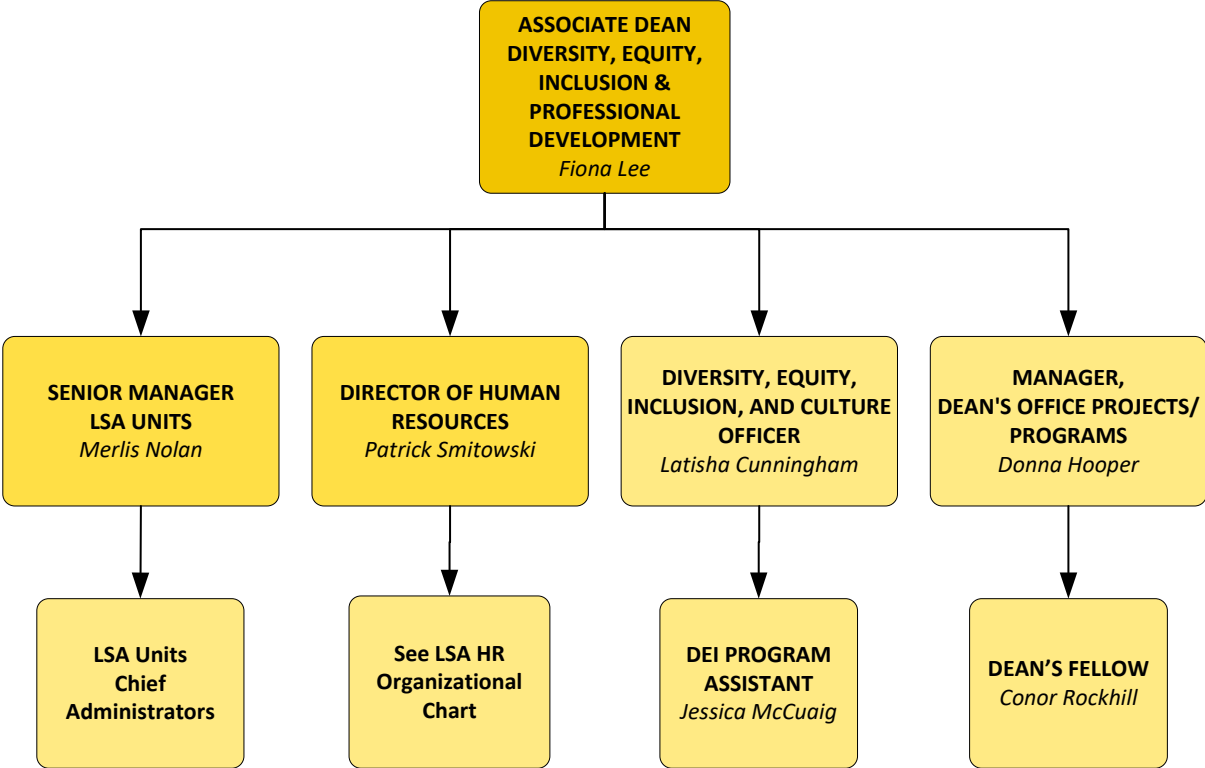 ASSOCIATE DEAN
DIVERSITY, EQUITY,
INCLUSION &
PROFESSIONAL
DEVELOPMENT
Fiona Lee
SENIOR MANAGER
LSA UNITS
Merlis Nolan
DIRECTOR OF HUMAN
RESOURCES
Patrick Smitowski
DIVERSITY, EQUITY,
INCLUSION, AND CULTURE
OFFICER
Latisha Cunningham
MANAGER,
DEAN'S OFFICE PROJECTS/
PROGRAMS
Donna Hooper
LSA Units
Chief
Administrators
See LSA HR
Organizational
Chart
DEI PROGRAM
ASSISTANT
Jessica McCuaig
DEAN’S FELLOW
Conor Rockhill